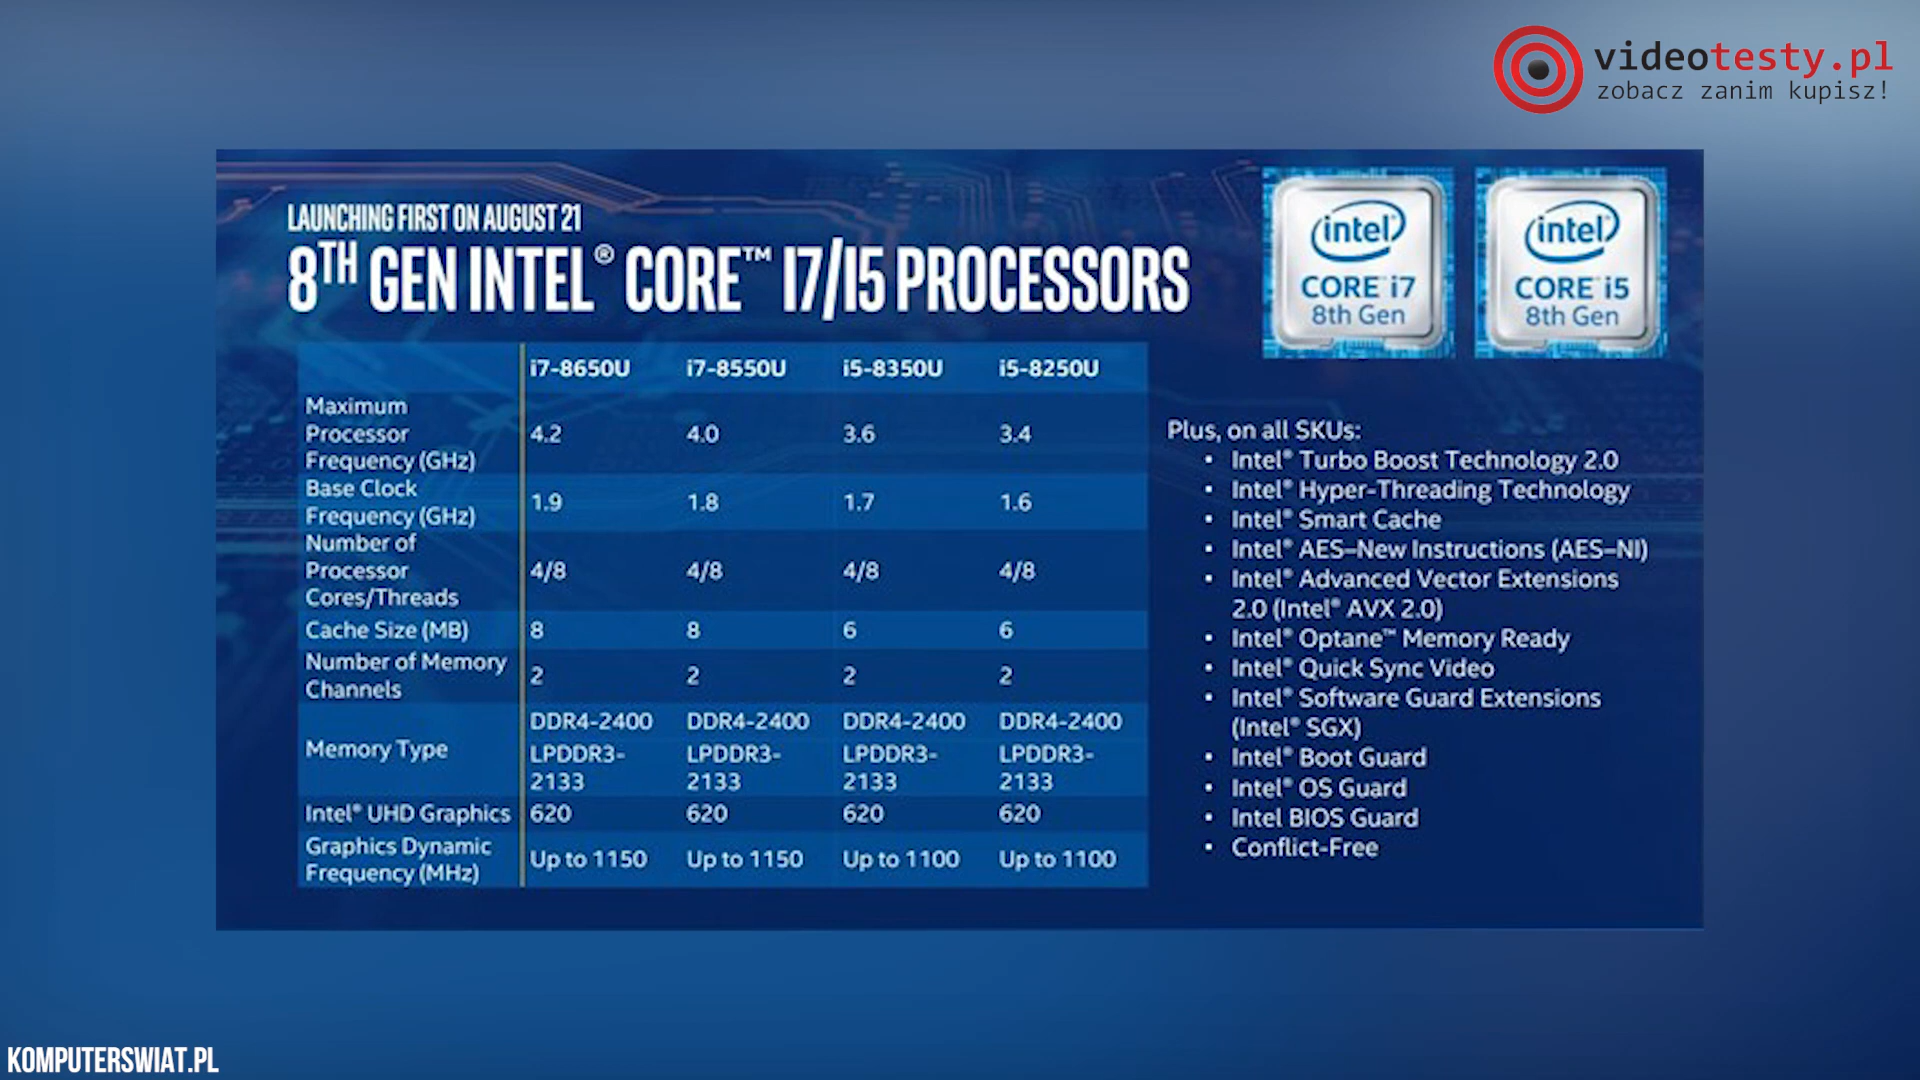 videotesty.pl
zobacz zanim kupisz!
LAUNCHING FIRST ON AUGUST 21
8TH GEN INTEL® CORE™ I7/I5 PROCESSORS
intel
CORE i7
8th Gen
intel
CORE i5
8th Gen
i7-8650U i7-8550U i5-8350U i5-8250U
Maximum
Processor 4.2 4.0 3.6 3.4
Frequency (GHz)
Base Clock
Frequency (GHz) 1.9 1.8 1.7 1.6
Number of
Processor 4/8 4/8 4/8 4/8
Cores/Threads
Cache Size (MB) 8 8 6 6
Number of Memory
Channels 2 2 2 2
Memory Type
DDR4-2400 DDR4-2400 DDR4-2400 DDR4-2400
LPDDR3- LPDDR3- LPDDR3- LPDDR3-
2133 2133 2133 2133
Intel® UHD Graphics 620 620 620 620
Graphics Dynamic
Frequency (MHz) Up to 1150 Up to 1150 Up to 1100 Up to 1100
Plus, on all SKUs:
• Intel® Turbo Boost Technology 2.0
• Intel® Hyper-Threading Technology
• Intel® Smart Cache
• Intel® AES–New Instructions (AES–NI)
• Intel® Advanced Vector Extensions
2.0 (Intel® AVX 2.0)
• Intel® Optane™ Memory Ready
• Intel® Quick Sync Video
• Intel® Software Guard Extensions
(Intel® SGX)
• Intel® Boot Guard
• Intel® OS Guard
• Intel BIOS Guard
• Conflict-Free
KOMPUTERSWIAT.PL